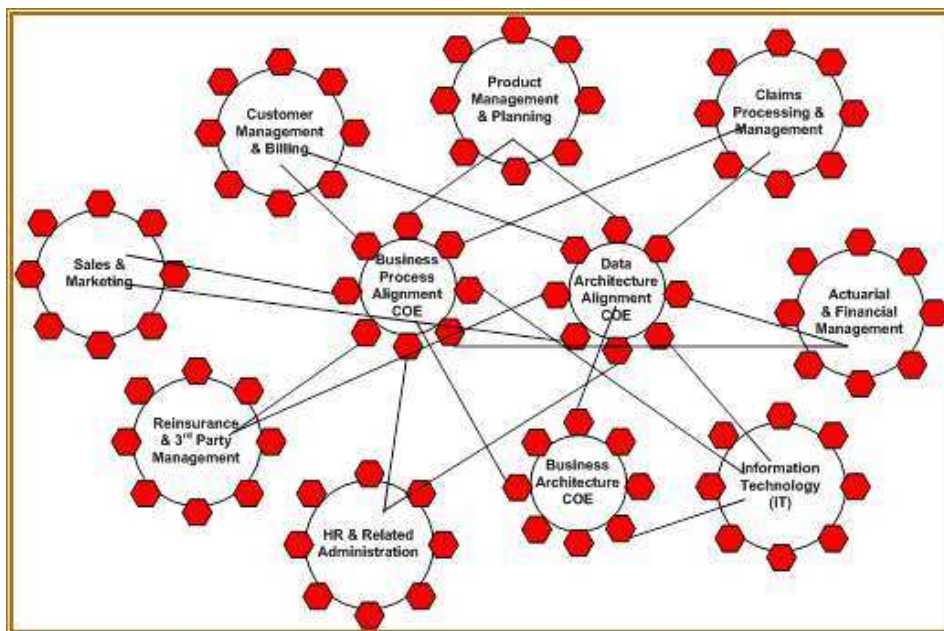 Product
Management
& Planning
Customer
Management
& Billing
Claims
Processing &
Management
Sales &
Marketing
Business
Process
Alignment
COE
Data
Architecture
Alignment
COE
Actuarial
& Financial
Management
Reinsurance
& 3rd Party
Management
Business
Architecture
COE
Information
Technology
(IT)
HR & Related
Administration